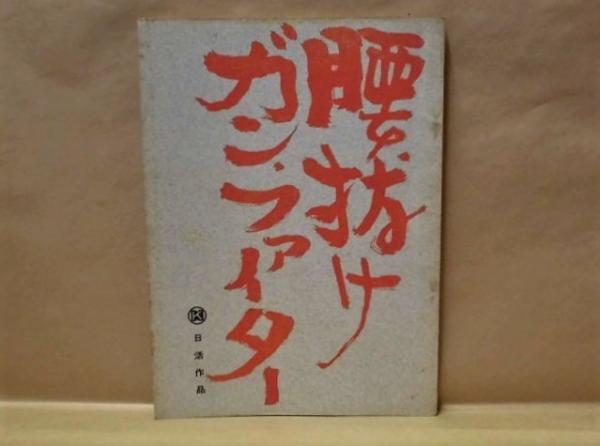 腰抜け
ガン・ファイター
日活作品